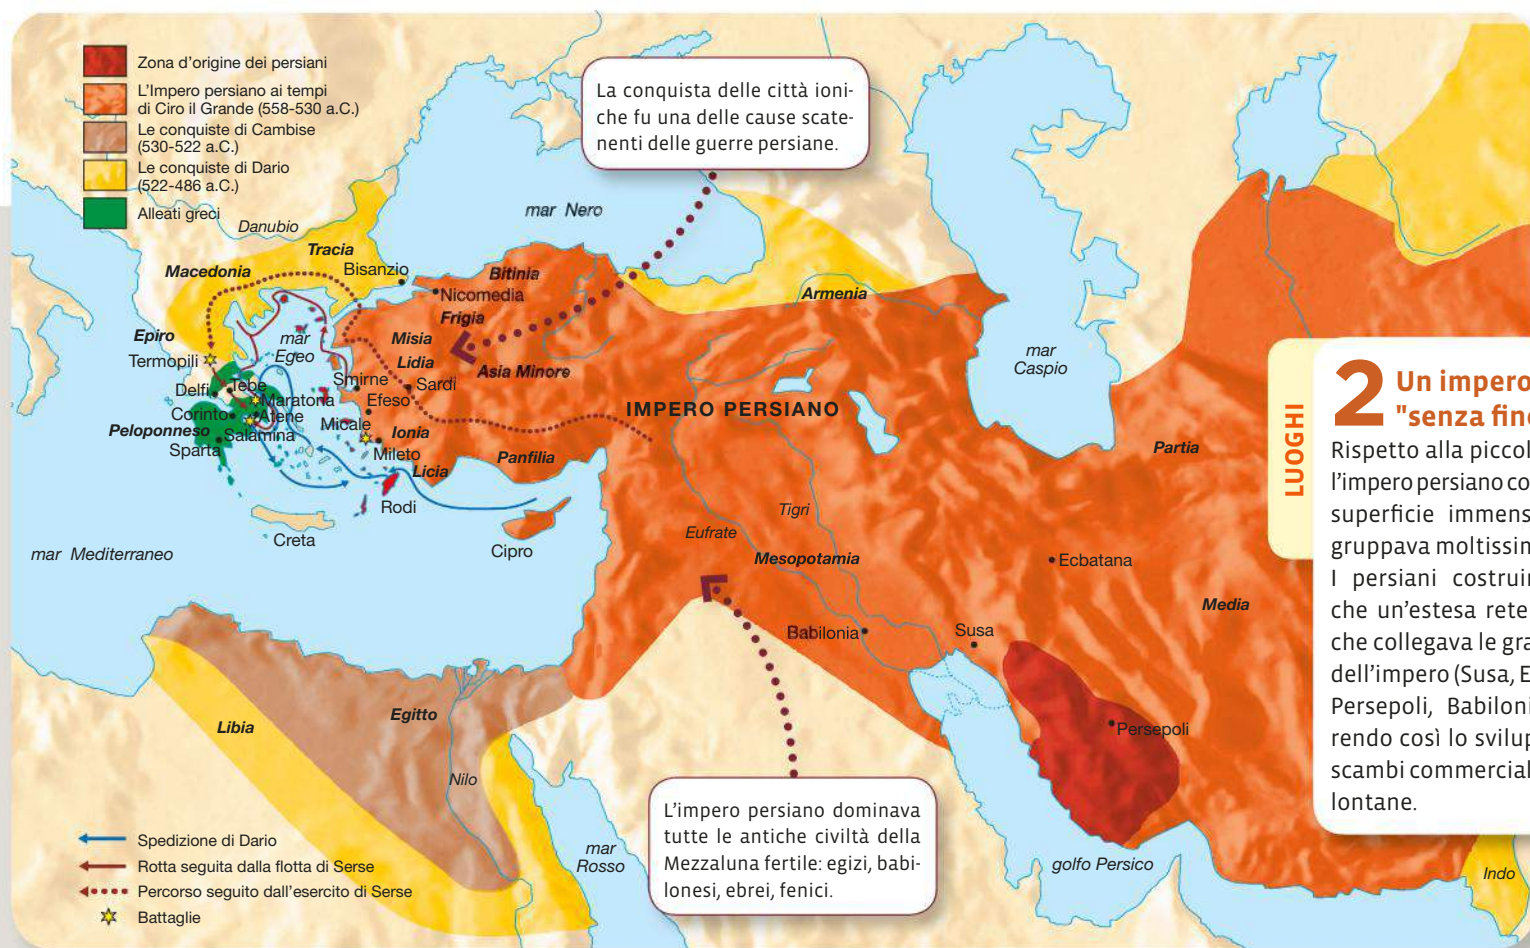 Zona d'origine dei persiani
L'Impero persiano ai tempi
di Ciro il Grande (558-530 a.C.)
Le conquiste di Cambise
(530-522 a.C.)
Le conquiste di Dario
(522-486 a.C.)
Alleati greci
La conquista delle città ioni-
che fu una delle cause scate-
nenti delle guerre persiane.
Danubio
mar Nero
Tracia
Macedonia
Bisanzio
Bitinia
Nicomedia
Armenia
Frigia
Epiro
mar
Egeo
Misia
Termopili
Lidia
Asia Minore
mar
Caspio
Delfi
Tebe
Smirne
Sardi
Maratona
Efeso
Corinto
Atene
IMPERO PERSIANO
Peloponneso
Salamina
Micale
Ionia
Sparta
Mileto
Panfilia
Partia
Licia
Rodi
Tigri
Eufrate
Creta
Cipro
mar Mediterraneo
Mesopotamia
Ecbatana
Media
Babilonia
Susa
Egitto
Libia
Persepoli
Nilo
mar
Rosso
golfo Persico
Indo
L'impero persiano dominava
tutte le antiche civiltà della
Mezzaluna fertile: egizi, babi-
lonesi, ebrei, fenici.
Spedizione di Dario
Rotta seguita dalla flotta di Serse
Percorso seguito dall'esercito di Serse
Battaglie
LUOGHI
2 Un impero
"senza fine
Rispetto alla piccol
l'impero persiano co
superficie immens
gruppava moltissin
I persiani costruir
che un'estesa rete
che collegava le gra
dell'impero (Susa, E
Persepoli, Babiloni
rendo così lo svilup
scambi commercial
lontane.